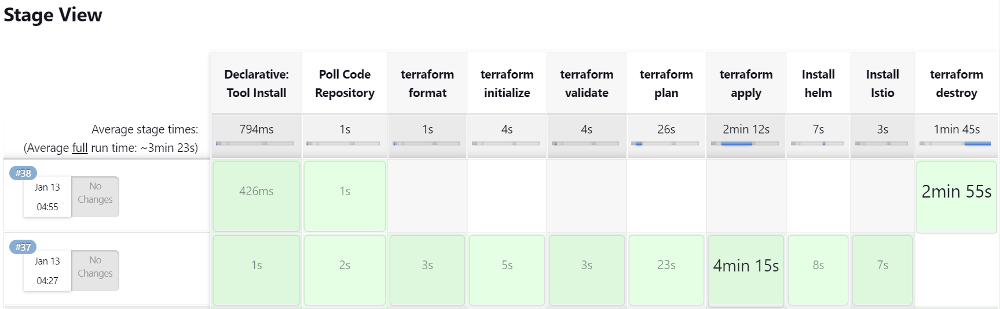 Stage View
Declarative: Tool Install
Poll Code Repository
terraform format
terraform initialize
terraform validate
terraform plan
terraform apply
Install helm
Install Istio
terraform destroy
Average stage times:
(Average full run time: ~3min 23s)
794ms 1s 1s 4s 4s 26s 2min 12s 7s 3s 1min 45s
#38
Jan 13
04:55
No
Changes
426ms 1s 2min 55s
#37
Jan 13
04:27
No
Changes
1s 2s 3s 5s 3s 23s 4min 15s 8s 7s